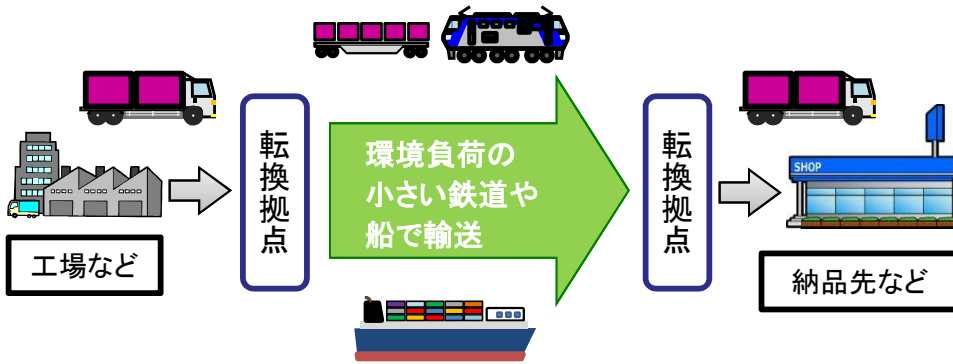 工場など
転換拠点
環境負荷の
小さい鉄道や
船で輸送
転換拠点
SHOP
納品先など